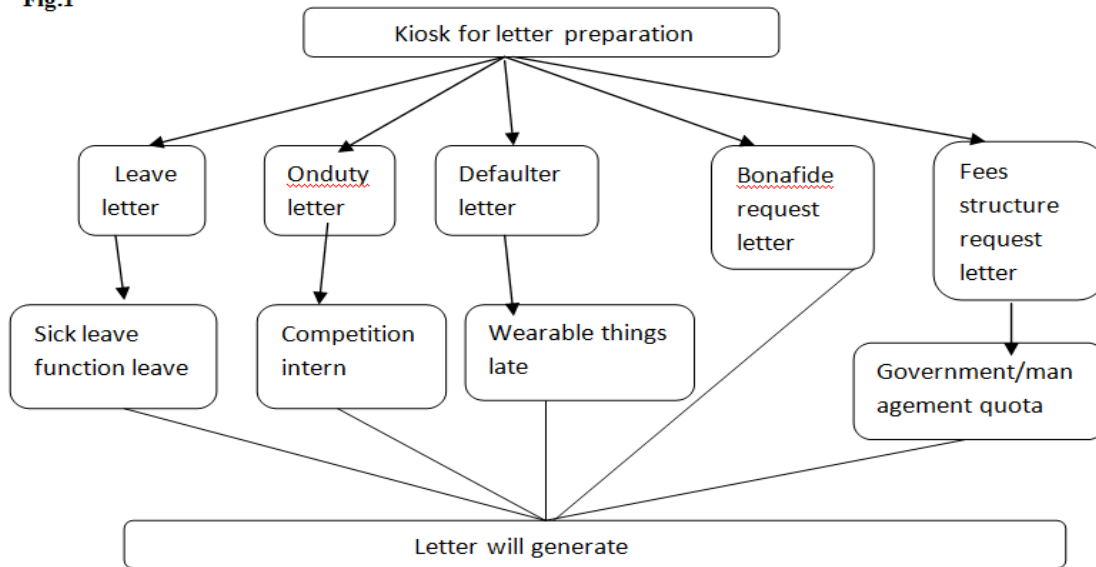 Fig.1
Kiosk for letter preparation
Leave
letter
Onduty
letter
Defaulter
letter
Bonafide
request
letter
Fees
structure
request
letter
Sick leave
function leave
Competition
intern
Wearable things
late
Government/man
agement quota
Letter will generate